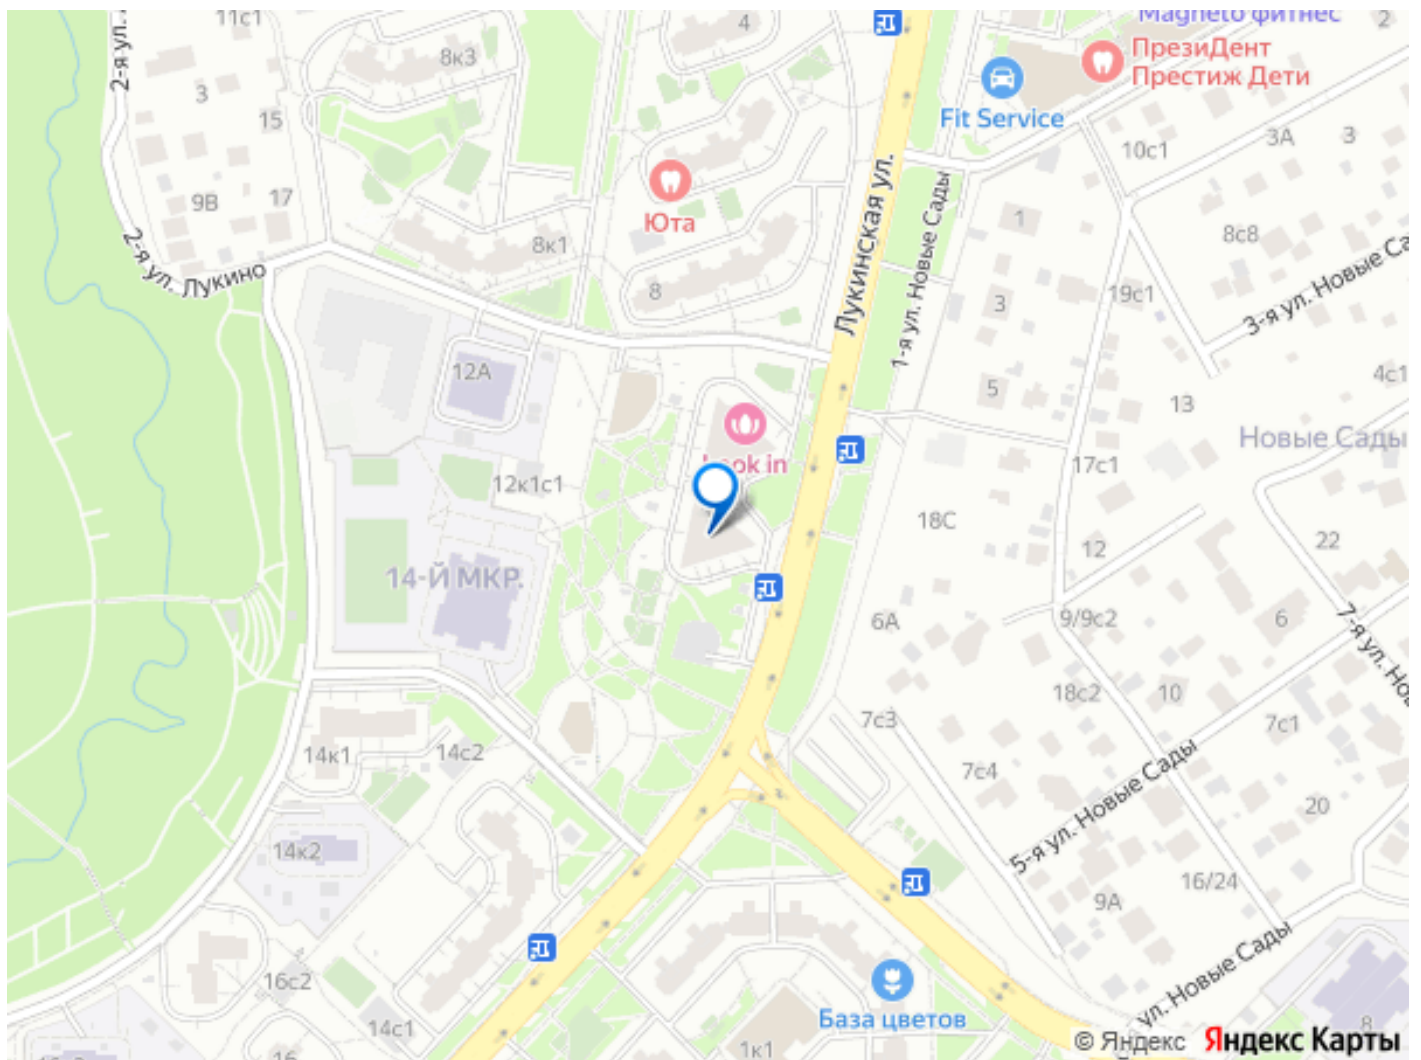 11с1
2-я ул.
8к3
4
Magneto фитнес
2
ПрезиДент
Престиж Дети
Fit Service
3
15
10с1
3А
3
9В
17
Юта
8к1
8
2-я ул. Лукино
Лукинская ул.
1-я ул. Новые Сады
1
8с8
3
19с1
3-я ул. Новые Са
12А
5
13
4с1
Look in
Новые Сады
17с1
12к1с1
18С
12
22
14-Й МКР.
6А
9/9с2
6
7-я ул. Нов
18с2
10
7с3
7с1
14к1
14с2
7с4
5-я ул. Новые Сады
20
14к2
16/24
9А
16с2
База цветов
ул. Новые Сады
14с1
16
1к1
8
© Яндекс Яндекс Карты